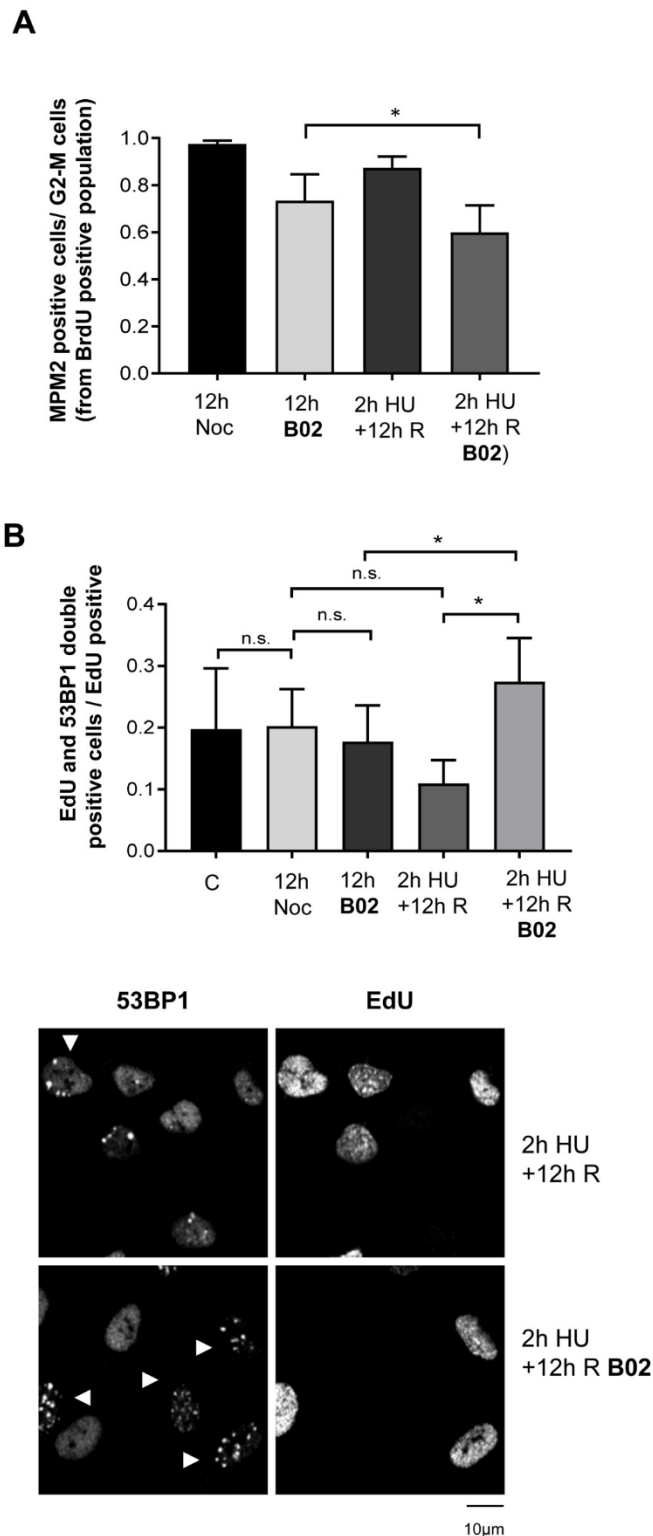 A
MPM2 positive cells/ G2-M cells
(from BrdU positive population)
*
1.0
0.8
0.6
0.4
0.2
0.0
12h
Noc
12h
B02
2h HU
+12h R
2h HU
+12h R
B02)
B
EdU and 53BP1 double
positive cells / EdU positive
*
n.s.
*
n.s.
n.s.
0.4
0.3
0.2
0.1
0.0
C
12h
Noc
12h
B02
2h HU
+12h R
2h HU
+12h R
B02
53BP1
EdU
2h HU
+12h R
2h HU
+12h R B02
10µm